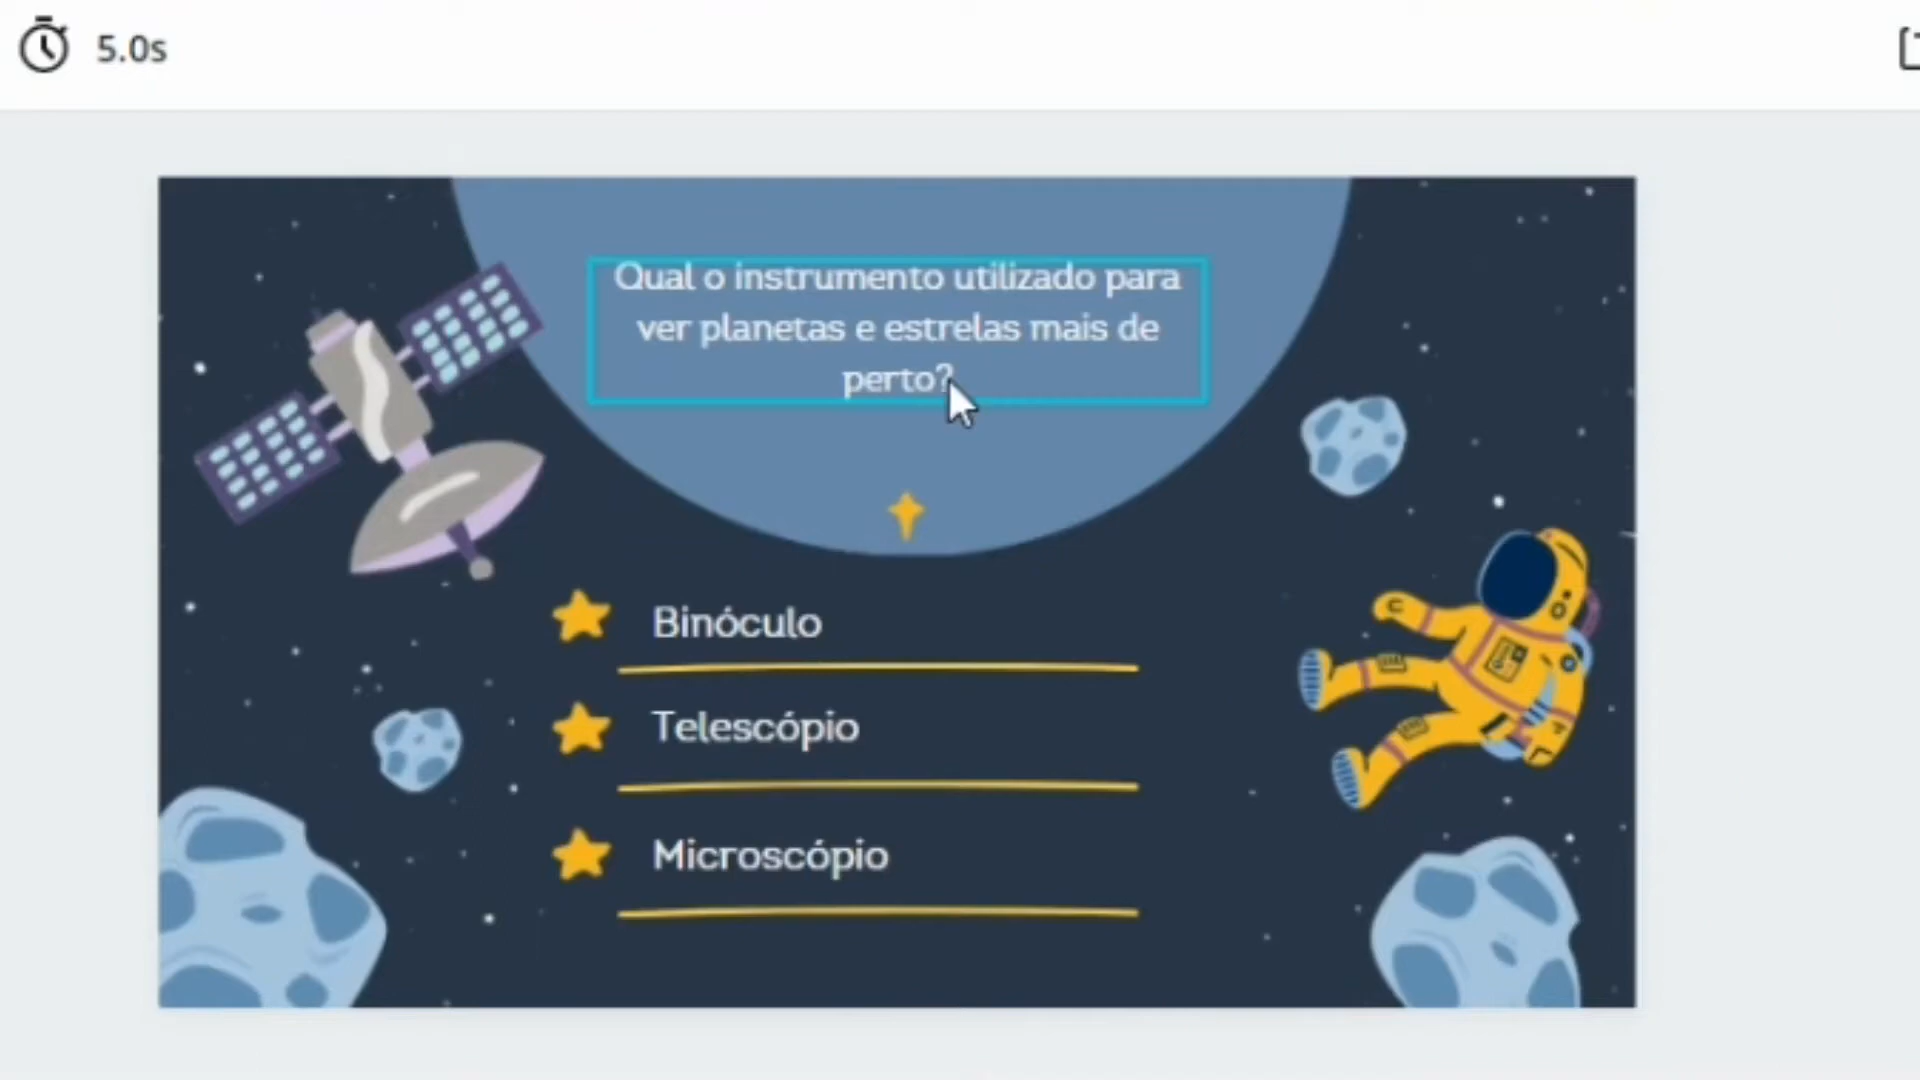 5.0s
Qual o instrumento utilizado para
ver planetas e estrelas mais de
perto?
Binóculo
Telescópio
Microscópio